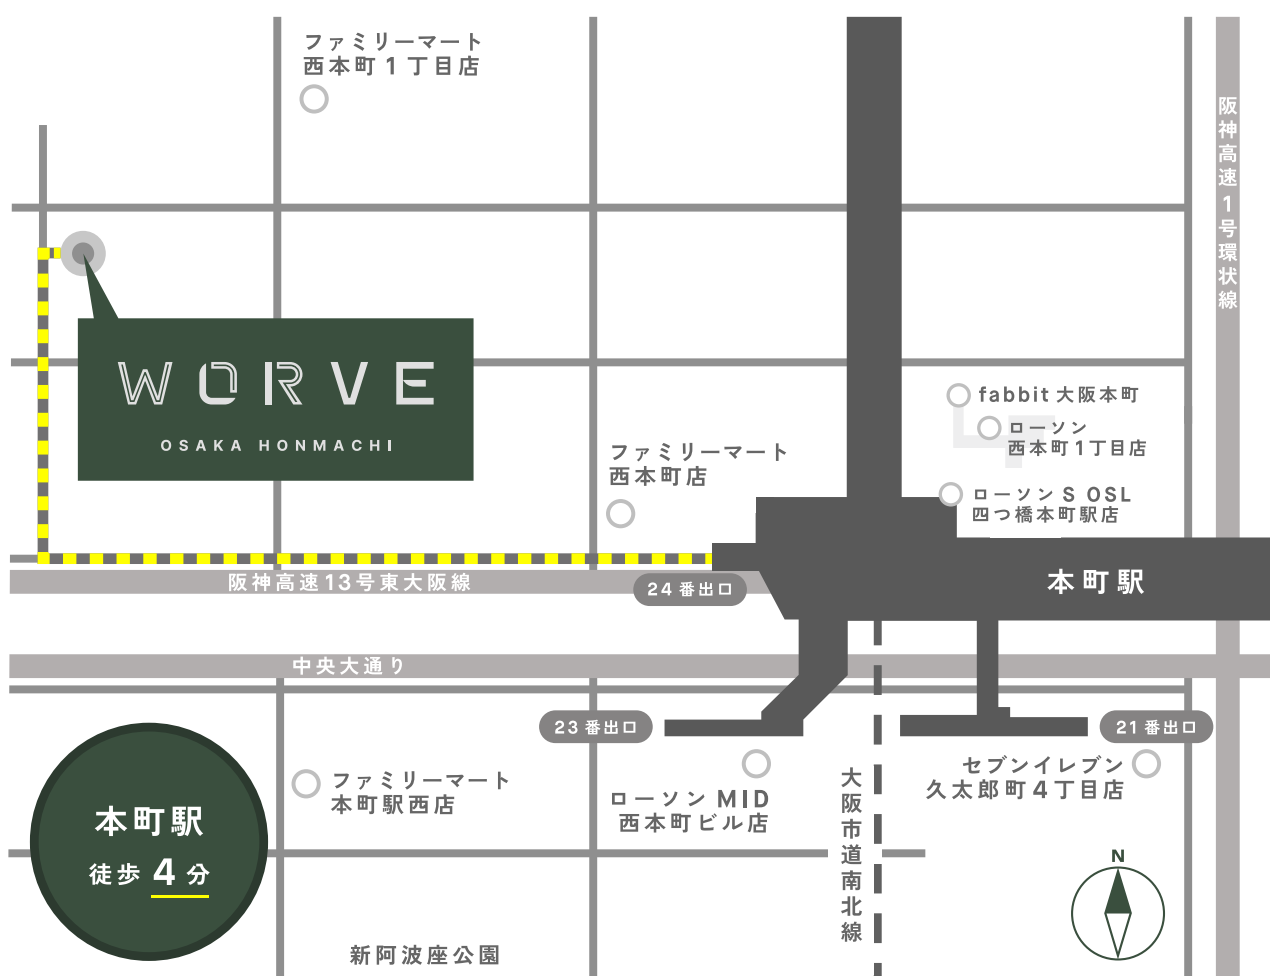 ファミリーマート
西本町1丁目店
阪神高速1号環状線
WORVE
OSAKA HONMACHI
fabbit 大阪本町
ローソン
西本町1丁目店
ファミリーマート
西本町店
ローソン S OSL
四つ橋本町駅店
阪神高速13号東大阪線
24 番出口
本町駅
中央大通り
23 番出口
21 番出口
ファミリーマート
本町駅西店
ローソン MID
西本町ビル店
大阪市道南北線
セブンイレブン
久太郎町4丁目店
本町駅
徒歩 4 分
新阿波座公園
N